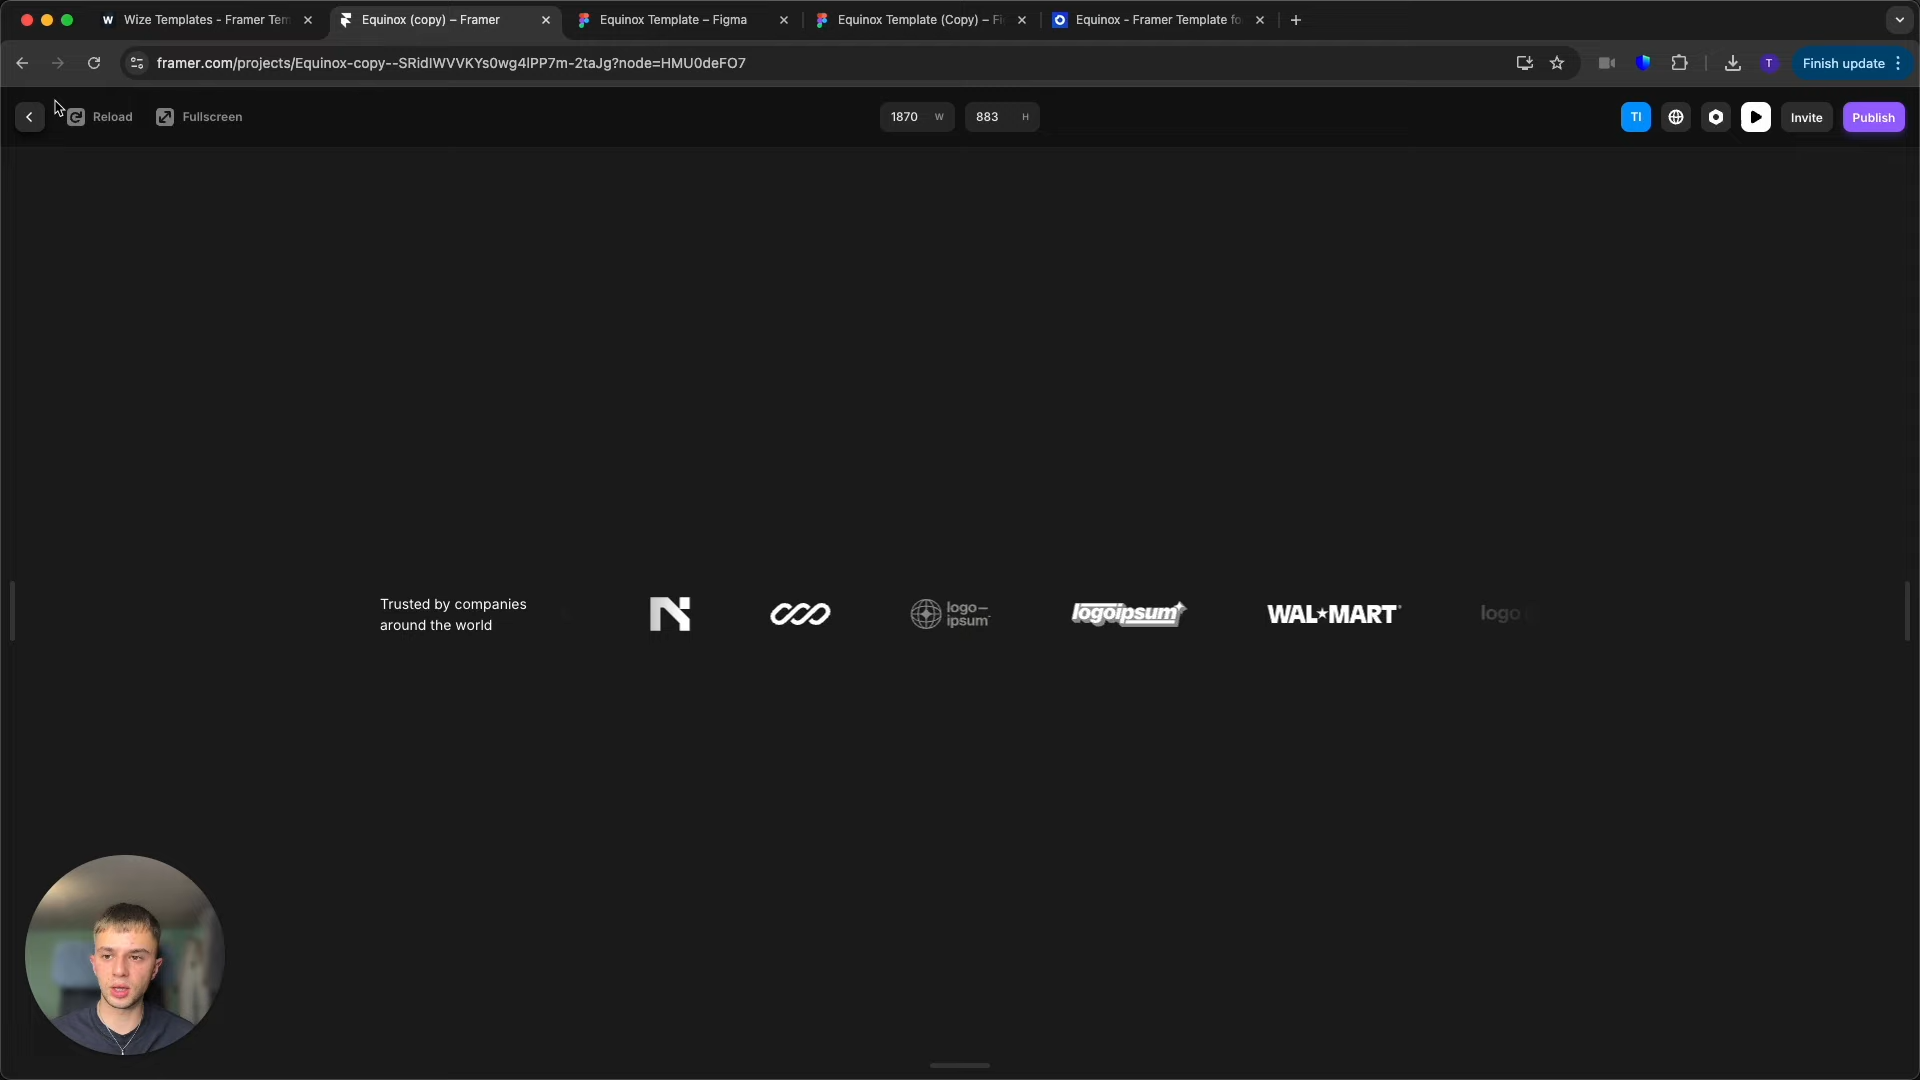 Wize Templates - Framer Tem
Equinox (copy) – Framer
Equinox Template – Figma
Equinox Template (Copy) – Fi
Equinox - Framer Template fo
framer.com/projects/Equinox-copy--SRidIWVVKYs0wg4lPP7m-2taJg?node=HMU0deFO7
T
Finish update
Reload
Fullscreen
1870 W
883 H
TI
Invite
Publish
Trusted by companies
around the world
logo—
ipsum
logoipsum
WAL★MART
logo